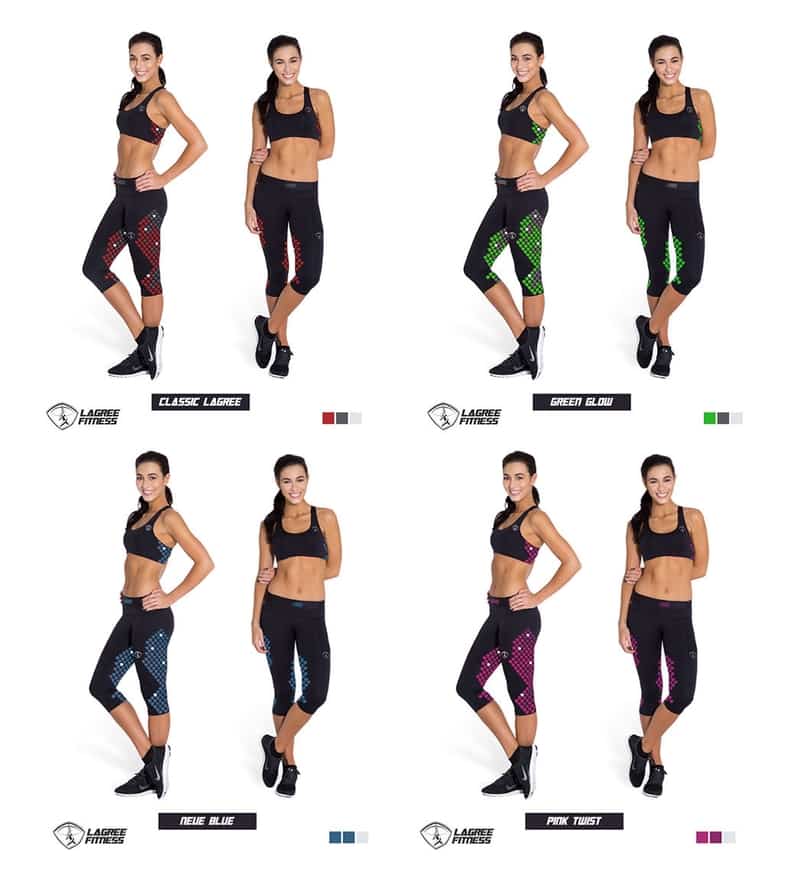 CLASSIC LAGREE
LAGREE
FITNESS
GREEN GLOW
LAGREE
FITNESS
NEUE BLUE
LAGREE
FITNESS
PINK TWIST
LAGREE
FITNESS